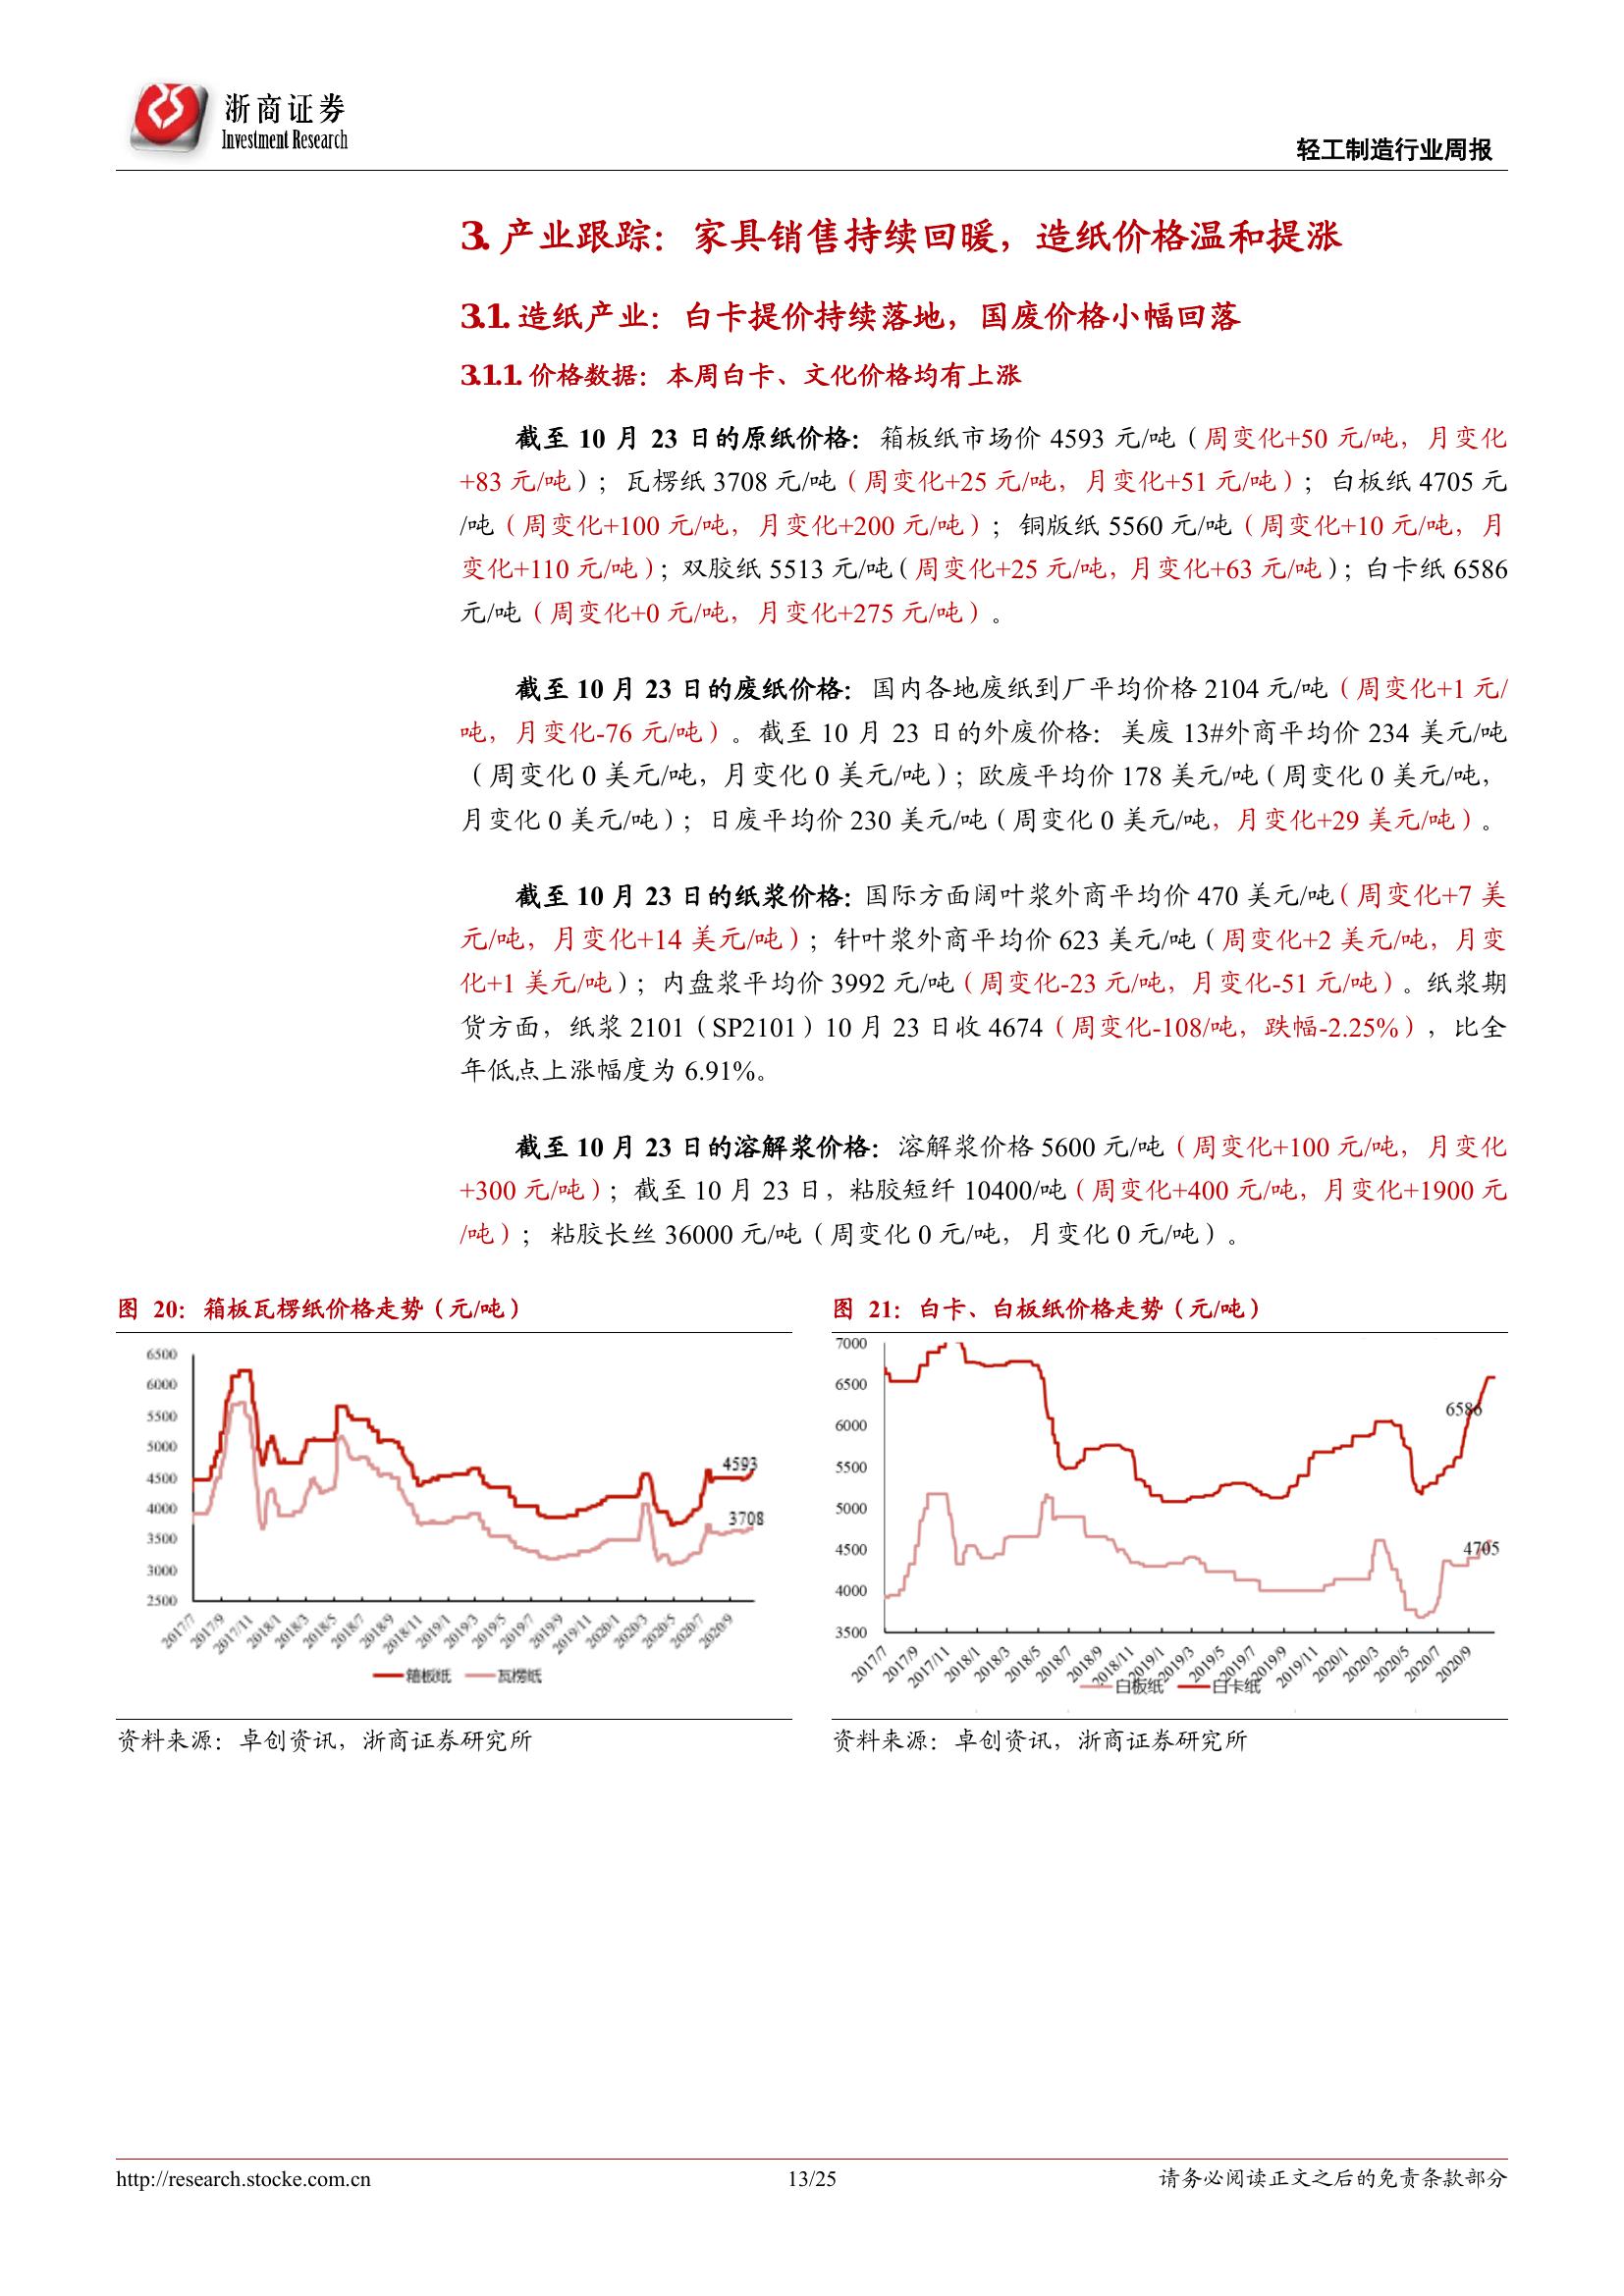 浙商证券
Investment Research
轻工制造行业周报
3. 产业跟踪：家具销售持续回暖，造纸价格温和提涨
3.1. 造纸产业：白卡提价持续落地，国废价格小幅回落
3.1.1. 价格数据：本周白卡、文化价格均有上涨
截至 10 月 23 日的原纸价格：箱板纸市场价 4593 元/吨（周变化+50 元/吨，月变化
+83 元/吨）；瓦楞纸 3708 元/吨（周变化+25 元/吨，月变化+51 元/吨）；白板纸 4705 元
/吨（周变化+100 元/吨，月变化+200 元/吨）；铜版纸 5560 元/吨（周变化+10 元/吨，月
变化+110 元/吨）；双胶纸 5513 元/吨（周变化+25 元/吨，月变化+63 元/吨）；白卡纸 6586
元/吨（周变化+0 元/吨，月变化+275 元/吨）。
截至 10 月 23 日的废纸价格：国内各地废纸到厂平均价格 2104 元/吨（周变化+1 元/
吨，月变化-76 元/吨）。截至 10 月 23 日的外废价格：美废 13#外商平均价 234 美元/吨
（周变化 0 美元/吨，月变化 0 美元/吨）；欧废平均价 178 美元/吨（周变化 0 美元/吨，
月变化 0 美元/吨）；日废平均价 230 美元/吨（周变化 0 美元/吨，月变化+29 美元/吨）。
截至 10 月 23 日的纸浆价格：国际方面阔叶浆外商平均价 470 美元/吨（周变化+7 美
元/吨，月变化+14 美元/吨）；针叶浆外商平均价 623 美元/吨（周变化+2 美元/吨，月变
化+1 美元/吨）；内盘浆平均价 3992 元/吨（周变化-23 元/吨，月变化-51 元/吨）。纸浆期
货方面，纸浆 2101（SP2101）10 月 23 日收 4674（周变化-108/吨，跌幅-2.25%），比全
年低点上涨幅度为 6.91%。
截至 10 月 23 日的溶解浆价格：溶解浆价格 5600 元/吨（周变化+100 元/吨，月变化
+300 元/吨）；截至 10 月 23 日，粘胶短纤 10400/吨（周变化+400 元/吨，月变化+1900 元
/吨）；粘胶长丝 36000 元/吨（周变化 0 元/吨，月变化 0 元/吨）。
图 20：箱板瓦楞纸价格走势（元/吨）
6500
6000
5500
5000
4500
4000
3500
3000
2500
4593
3708
2017/7 2017/9 2017/11 2018/1 2018/3 2018/5 2018/7 2018/9 2018/11 2019/1 2019/3 2019/5 2019/7 2019/9 2019/11 2020/1 2020/3 2020/5 2020/7 2020/9
箱板纸 瓦楞纸
资料来源：卓创资讯，浙商证券研究所
图 21：白卡、白板纸价格走势（元/吨）
7000
6500
6000
5500
5000
4500
4000
3500
6586
4705
2017/7 2017/9 2017/11 2018/1 2018/3 2018/5 2018/7 2018/9 2018/11 2019/1 2019/3 2019/5 2019/7 2019/9 2019/11 2020/1 2020/3 2020/5 2020/7 2020/9
白板纸 白卡纸
资料来源：卓创资讯，浙商证券研究所
http://research.stocke.com.cn
13/25
请务必阅读正文之后的免责条款部分